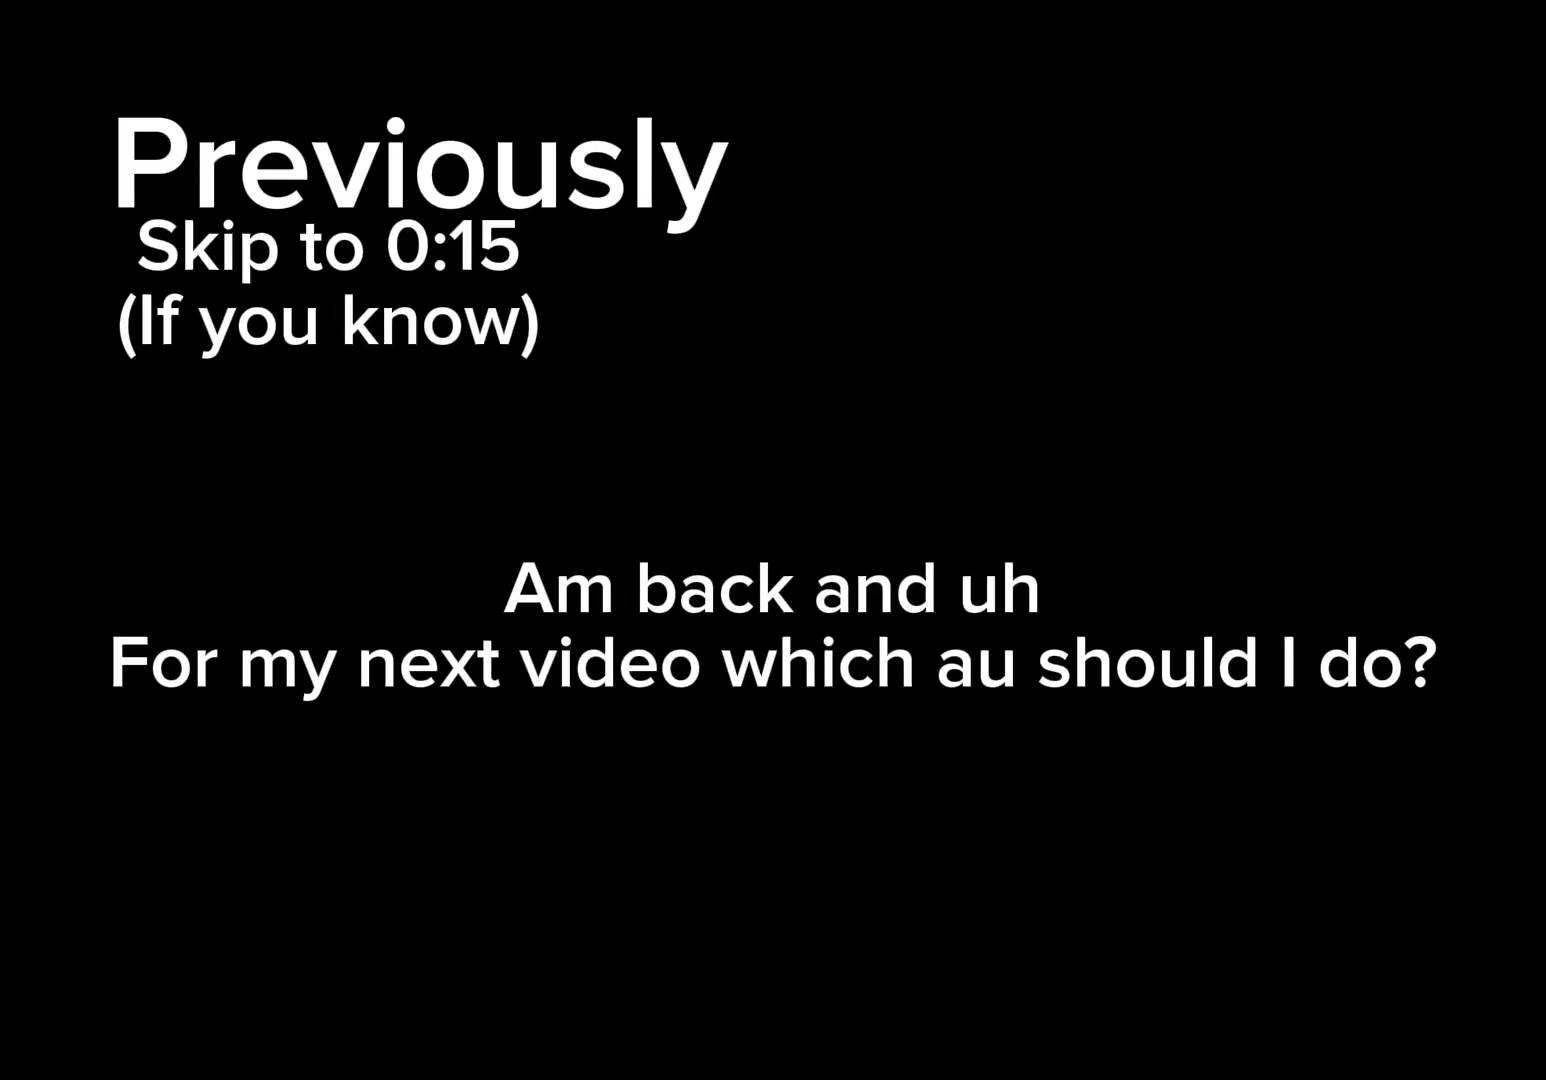 Previously
Skip to 0:15
(If you know)
Am back and uh
For my next video which au should I do?